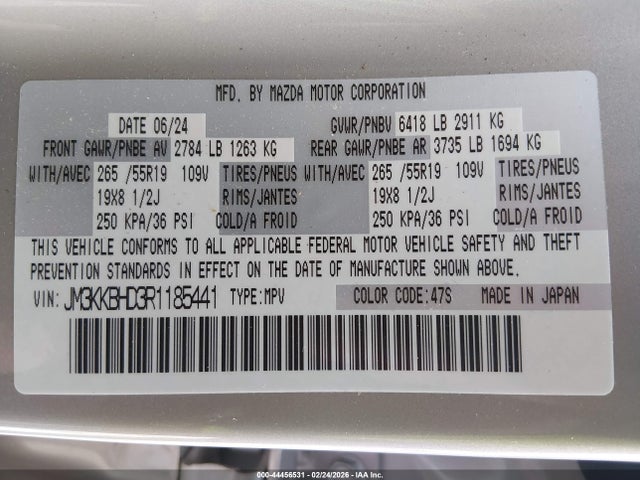 MFD. BY MAZDA MOTOR CORPORATION
DATE 06/24 GVWR/PNBV 6418 LB 2911 KG
FRONT GAWR/PNBE AV 2784 LB 1263 KG REAR GAWR/PNBE AR 3735 LB 1694 KG
WITH/AVEC 265 /55R19 109V TIRES/PNEUS WITH/AVEC 265 /55R19 109V TIRES/PNEUS
19X8 1/2J RIMS/JANTES 19X8 1/2J RIMS/JANTES
250 KPA/36 PSI COLD/A FROID 250 KPA/36 PSI COLD/A FROID
THIS VEHICLE CONFORMS TO ALL APPLICABLE FEDERAL MOTOR VEHICLE SAFETY AND THEFT
PREVENTION STANDARDS IN EFFECT ON THE DATE OF MANUFACTURE SHOWN ABOVE.
VIN: JM3KKBHD3R1185441 TYPE:MPV COLOR CODE:47S MADE IN JAPAN
000-44456531 - 02/24/2026 - IAA Inc.